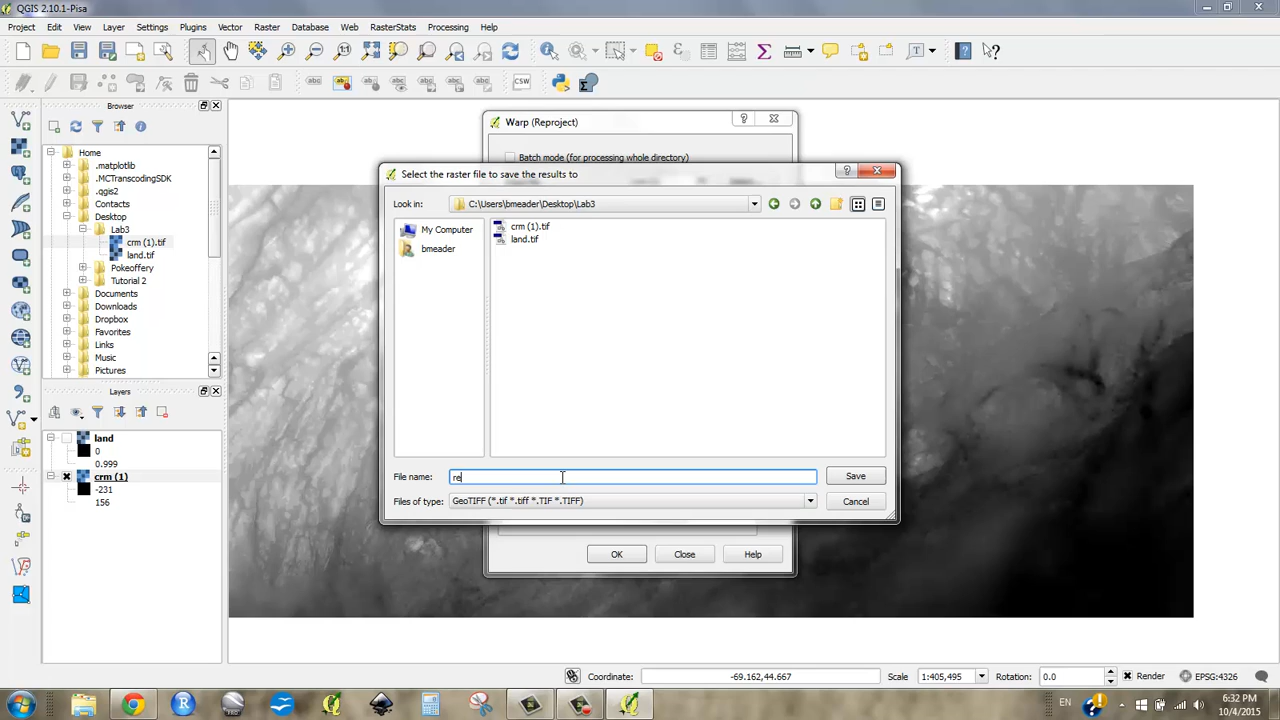 QGIS 2.10.1-Pisa
Project Edit View Layer Settings Plugins Vector Raster Database Web RasterStats Processing Help
CSW
Browser
Home
.matplotlib
.MCTranscodingSDK
.qgis2
Contacts
Desktop
Lab3
crm (1).tif
land.tif
Pokeoffery
Tutorial 2
Documents
Downloads
Dropbox
Favorites
Links
Music
Pictures
Layers
land
0
0.999
crm (1)
-231
156
Warp (Reproject)
Batch mode (for processing whole directory)
Select the raster file to save the results to
Look in: C:\Users\bmeader\Desktop\Lab3
My Computer
bmeader
crm (1).tif
land.tif
File name: re
Save
Files of type: GeoTIFF (*.tif *.tiff *.TIF *.TIFF)
Cancel
OK Close Help
Coordinate: -69.162,44.667 Scale 1:405,495 Rotation: 0.0 Render EPSG:4326
EN
6:32 PM
10/4/2015